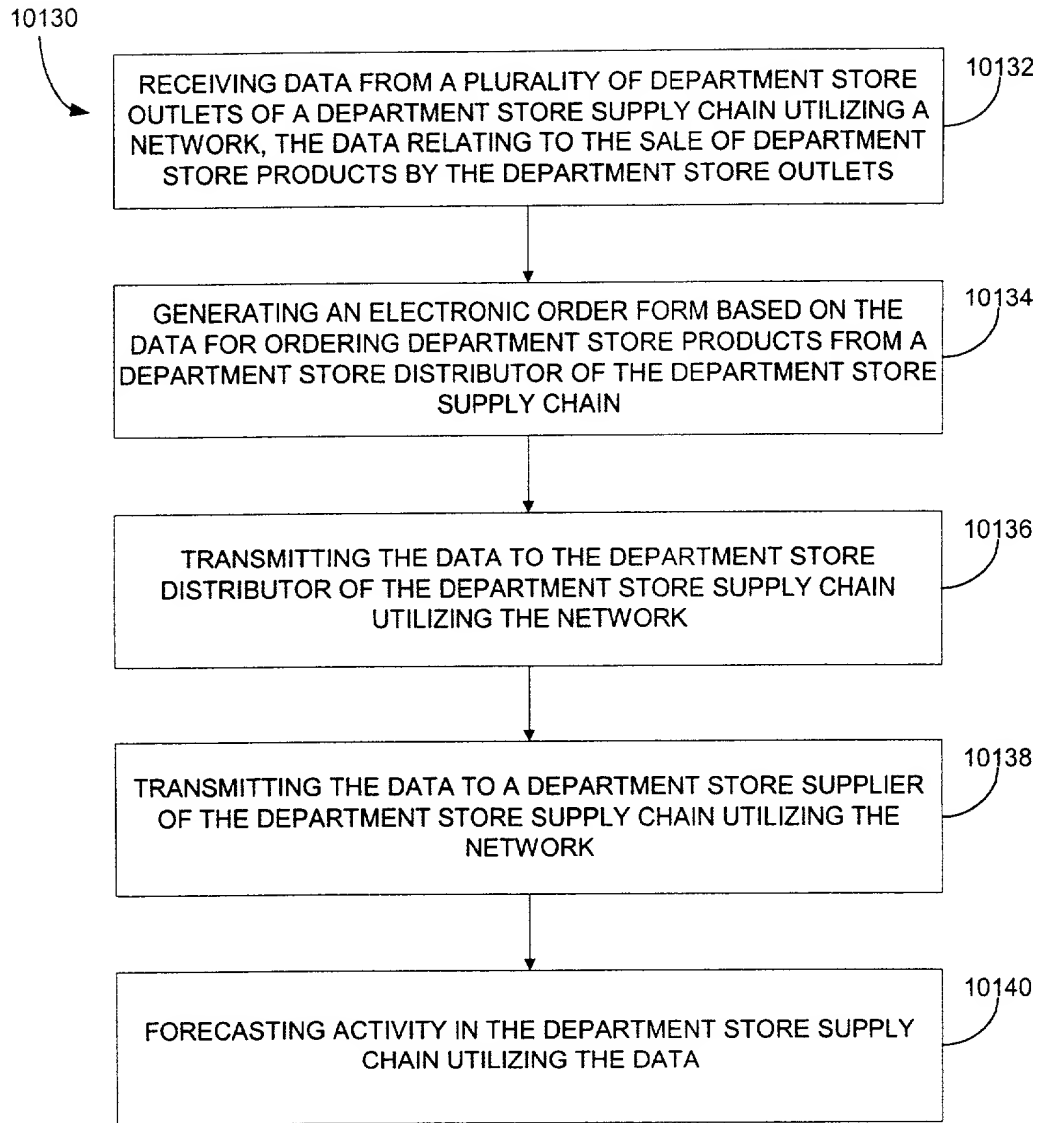 10130
RECEIVING DATA FROM A PLURALITY OF DEPARTMENT STORE
OUTLETS OF A DEPARTMENT STORE SUPPLY CHAIN UTILIZING A
NETWORK, THE DATA RELATING TO THE SALE OF DEPARTMENT
STORE PRODUCTS BY THE DEPARTMENT STORE OUTLETS
10132
GENERATING AN ELECTRONIC ORDER FORM BASED ON THE
DATA FOR ORDERING DEPARTMENT STORE PRODUCTS FROM A
DEPARTMENT STORE DISTRIBUTOR OF THE DEPARTMENT STORE
SUPPLY CHAIN
10134
TRANSMITTING THE DATA TO THE DEPARTMENT STORE
DISTRIBUTOR OF THE DEPARTMENT STORE SUPPLY CHAIN
UTILIZING THE NETWORK
10136
TRANSMITTING THE DATA TO A DEPARTMENT STORE SUPPLIER
OF THE DEPARTMENT STORE SUPPLY CHAIN UTILIZING THE
NETWORK
10138
FORECASTING ACTIVITY IN THE DEPARTMENT STORE SUPPLY
CHAIN UTILIZING THE DATA
10140